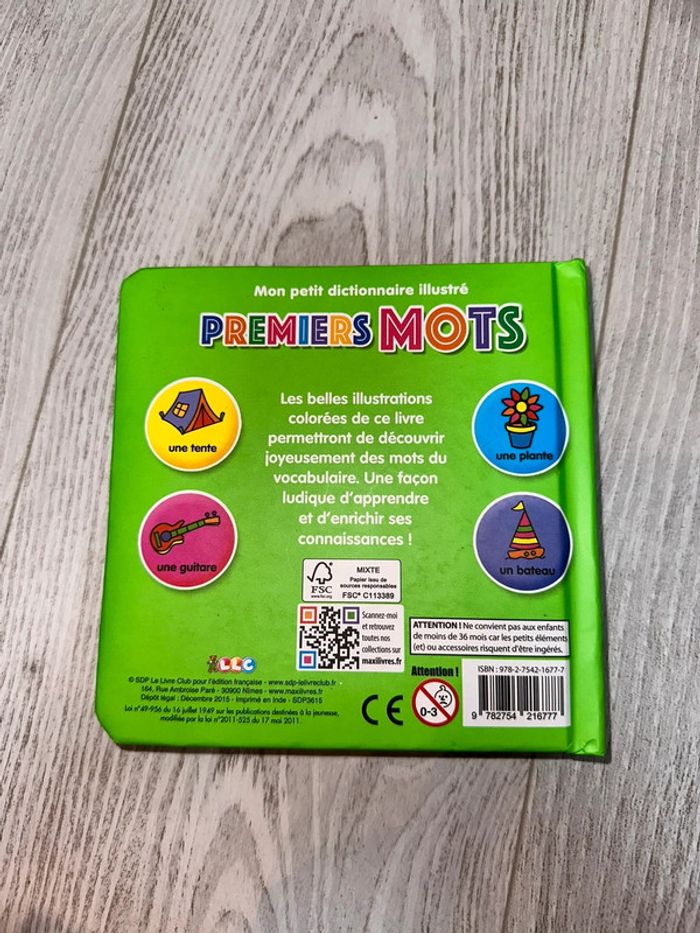 Mon petit dictionnaire illustré
PREMIERS MOTS
une tente
une guitare
Les belles illustrations
colorées de ce livre
permettront de découvrir
joyeusement des mots du
vocabulaire. Une façon
ludique d'apprendre
et d'enrichir ses
connaissances !
une plante
un bateau
FSC
www.fsc.org
MIXTE
Papier issu de
sources responsables
FSC® C113389
Scannez-moi
et retrouvez
toutes nos
collections sur
maxilivres.com
ATTENTION ! Ne convient pas aux enfants
de moins de 36 mois car les petits éléments
(et) ou accessoires risquent d'être ingérés.
LLC
© SDP Le Livre Club pour l'édition française - www.sdp-lelivreclub.fr
164, Rue Ambroise Paré - 30900 Nîmes - www.maxilivres.com
Dépôt légal : Décembre 2015 - Imprimé en Inde - SDP3615
Loi n°49-956 du 16 juillet 1949 sur les publications destinées à la jeunesse,
modifiée par la loi n°2011-525 du 17 mai 2011.
CE
Attention !
0-3
ISBN : 978-2-7542-1677-7
9 782754 216777